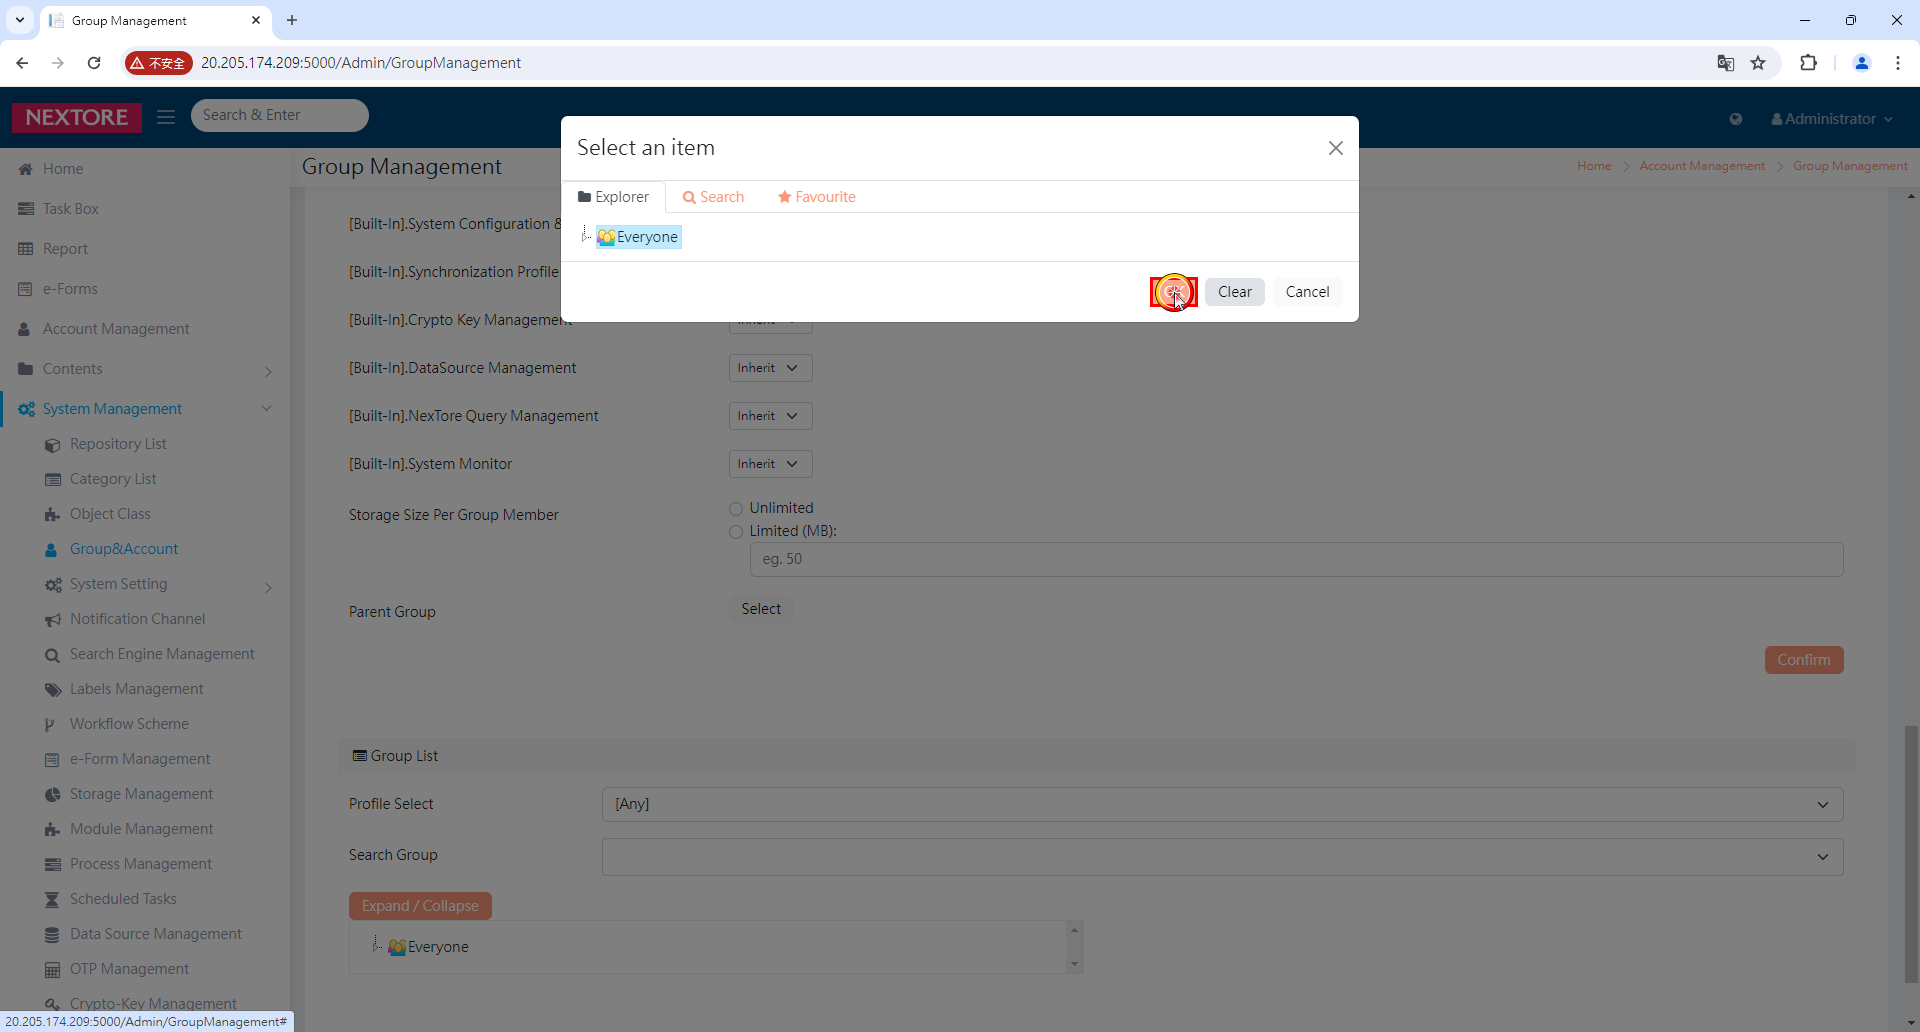 Group Management
不安全
20.205.174.209:5000/Admin/GroupManagement
NEXTORE
Search & Enter
Administrator
Home
Task Box
Report
e-Forms
Account Management
Contents
System Management
Repository List
Category List
Object Class
Group&Account
System Setting
Notification Channel
Search Engine Management
Labels Management
Workflow Scheme
e-Form Management
Storage Management
Module Management
Process Management
Scheduled Tasks
Data Source Management
OTP Management
Crypto-Key Management
20.205.174.209:5000/Admin/GroupManagement#
Group Management
Home
Account Management
Group Management
Select an item
Explorer
Search
Favourite
Everyone
Clear
Cancel
[Built-In].System Configuration &
[Built-In].Synchronization Profile
[Built-In].Crypto Key Management
Inherit
[Built-In].DataSource Management
Inherit
[Built-In].NexTore Query Management
Inherit
[Built-In].System Monitor
Inherit
Storage Size Per Group Member
Unlimited
Limited (MB):
eg. 50
Parent Group
Select
Confirm
Group List
Profile Select
[Any]
Search Group
Expand / Collapse
Everyone